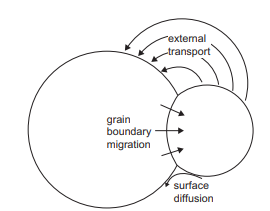 external
transport
grain
boundary
migration
surface
diffusion